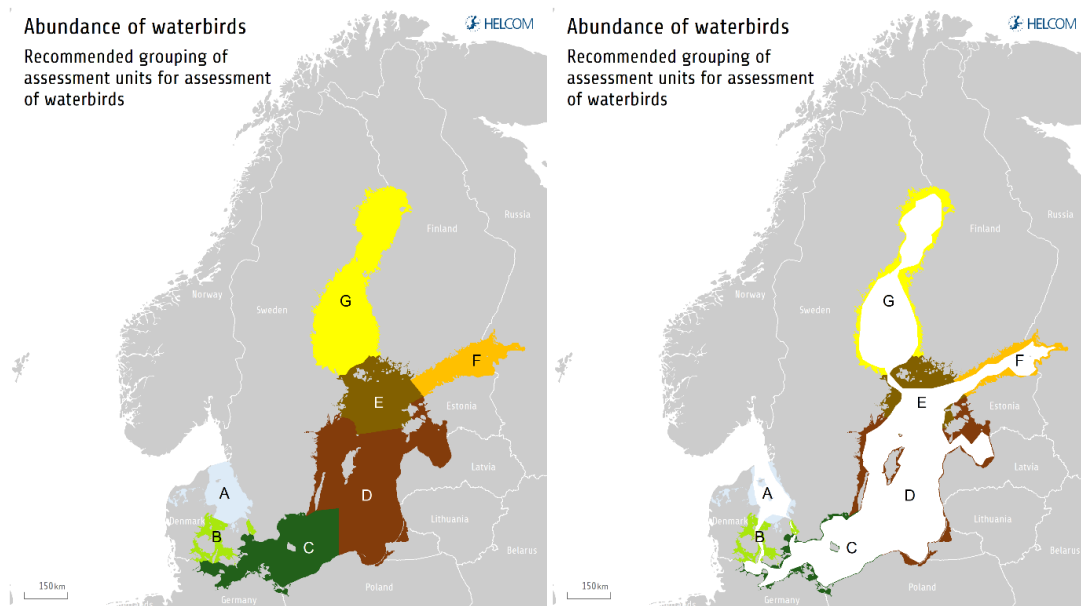 Abundance of waterbirds
HELCOM
Recommended grouping of
assessment units for assessment
of waterbirds
Russia
Finland
Norway
Sweden
G
F
E
Estonia
Latvia
A
D
Denmark
B
Lithuania
C
Belarus
150km
Poland
Germany
Abundance of waterbirds
HELCOM
Recommended grouping of
assessment units for assessment
of waterbirds
Russia
Finland
Norway
Sweden
G
F
E
Estonia
Latvia
A
D
Denmark
B
Lithuania
C
Belarus
150km
Poland
Germany